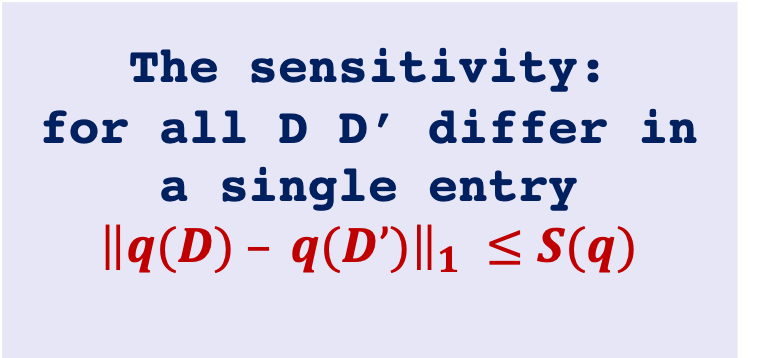 The sensitivity:
for all D D’ differ in
a single entry
‖q(D) – q(D’)‖₁ ≤ S(q)